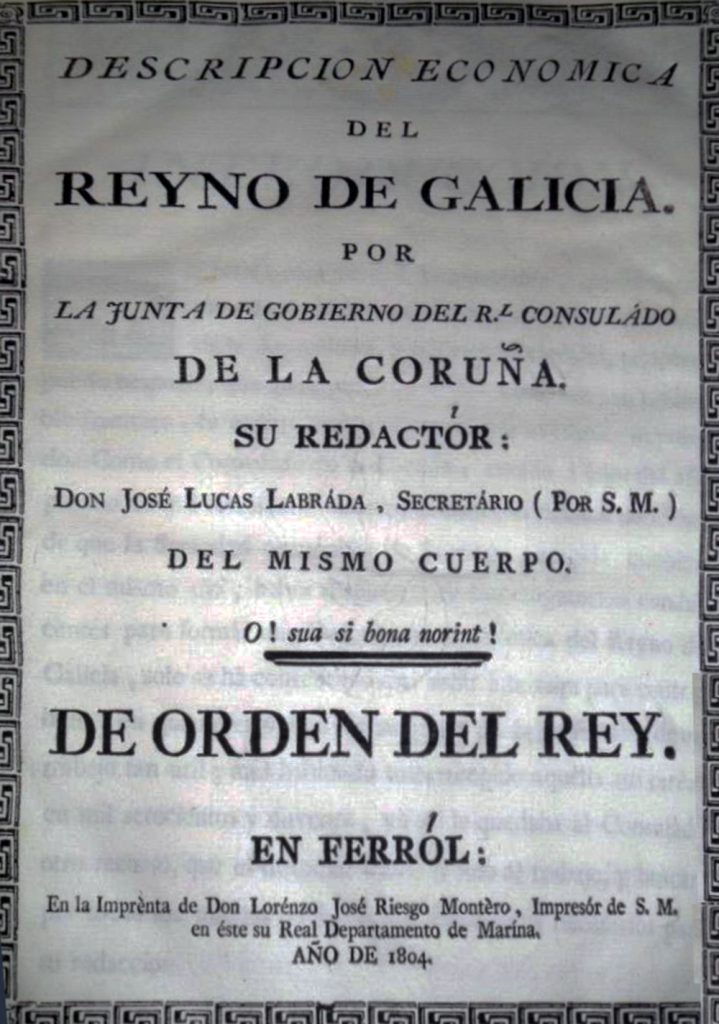 DESCRIPCION ECONOMICA
DEL
REYNO DE GALICIA.
POR
LA JUNTA DE GOBIERNO DEL R.L CONSULÁDO
DE LA CORUÑA.
SU REDACTÓR:
DON JOSÉ LUCAS LABRÁDA, SECRETÁRIO (POR S. M.)
DEL MISMO CUERPO.
O! sua si bona norint!
DE ORDEN DEL REY.
EN FERRÓL:
En la Imprènta de Don Lorénzo José Riesgo Montèro, Impresór de S. M.
en éste su Real Departamento de Marína.
AÑO DE 1804.